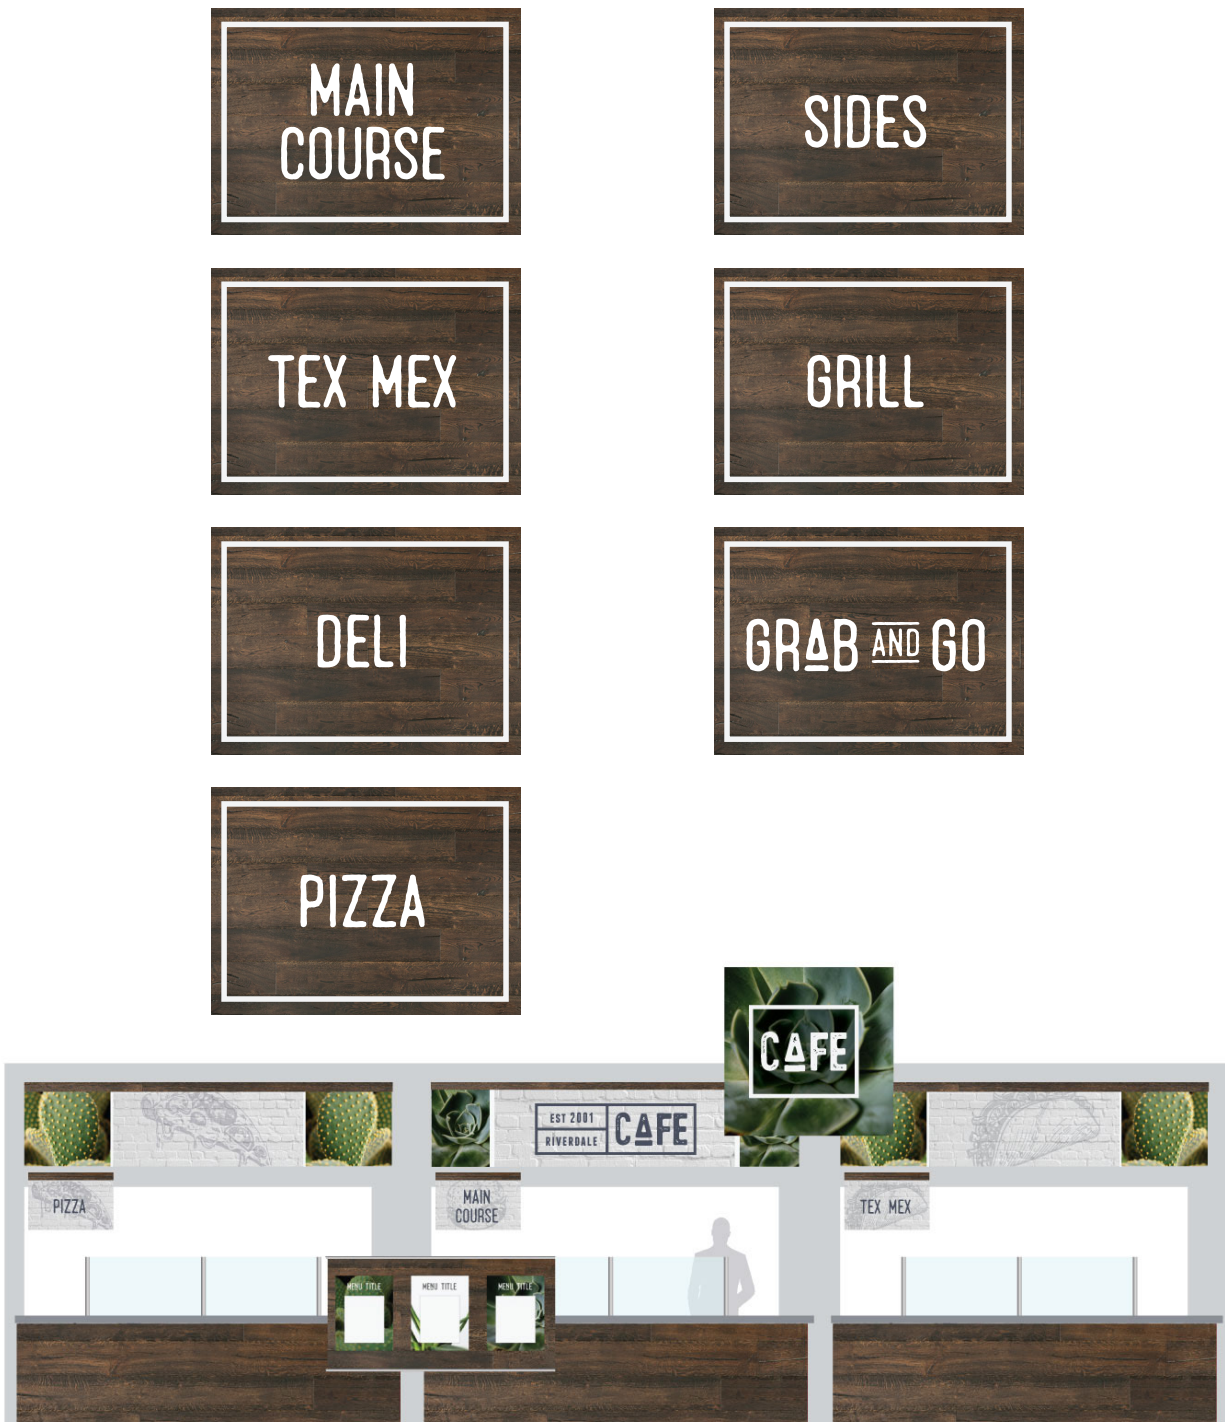 MAIN
COURSE
SIDES
TEX MEX
GRILL
DELI
GRAB AND GO
PIZZA
CAFE
EST 2001
RIVERDALE
CAFE
PIZZA
MAIN
COURSE
TEX MEX
MENU TITLE
MENU TITLE
MENU TITLE